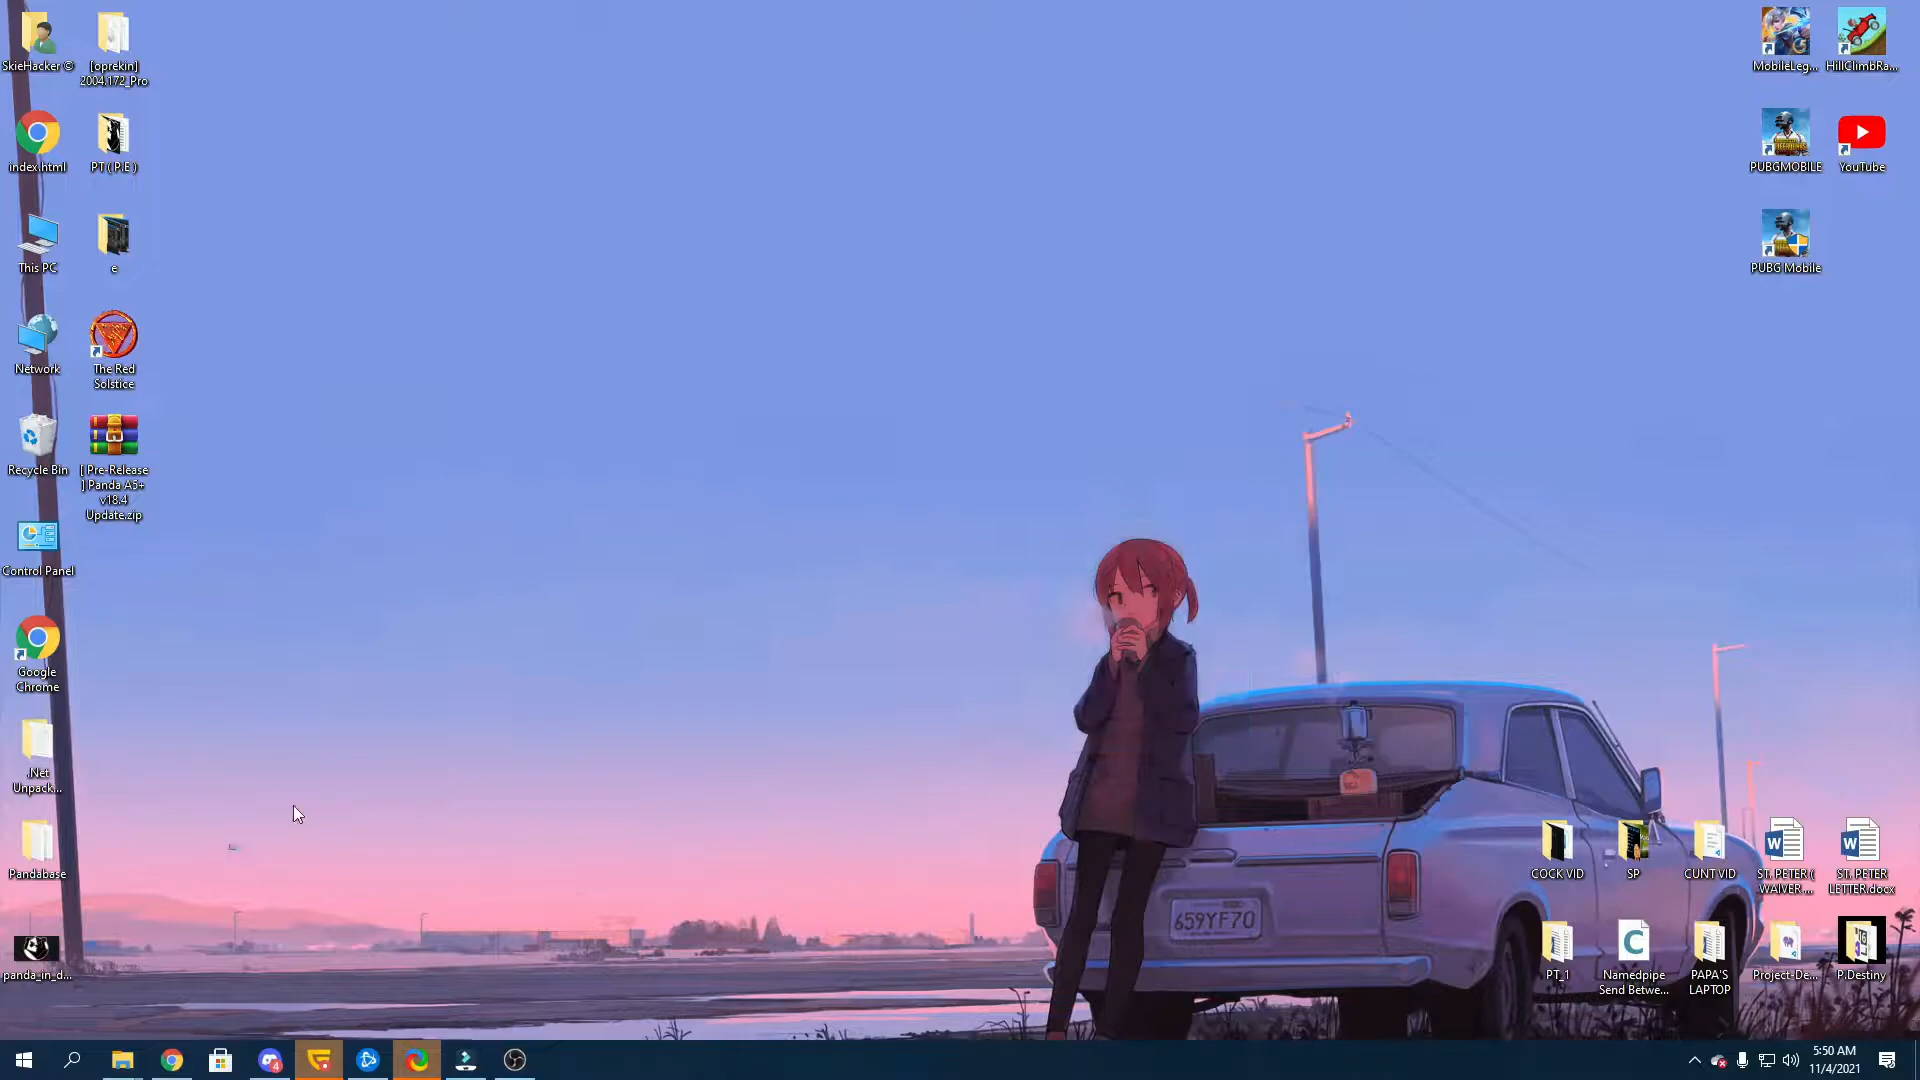 SkieHacker ©
[oprekin]
2004.172_Pro
index.html
PT ( P.E )
This PC
e
Network
The Red
Solstice
Recycle Bin
[ Pre-Release
] Panda A5+
v18.4
Update.zip
Control Panel
Google
Chrome
.Net
Unpack...
Pandabase
panda_in_d...
MobileLeg...
HillClimbRa...
PUBGMOBILE
YouTube
PUBG Mobile
659YF70
COCK VID
SP
CUNT VID
ST. PETER (
WAIVER....
ST. PETER
LETTER.docx
PT_1
Namedpipe
Send Betwe...
PAPA'S
LAPTOP
Project-De...
P.Destiny
4
5:50 AM
11/4/2021